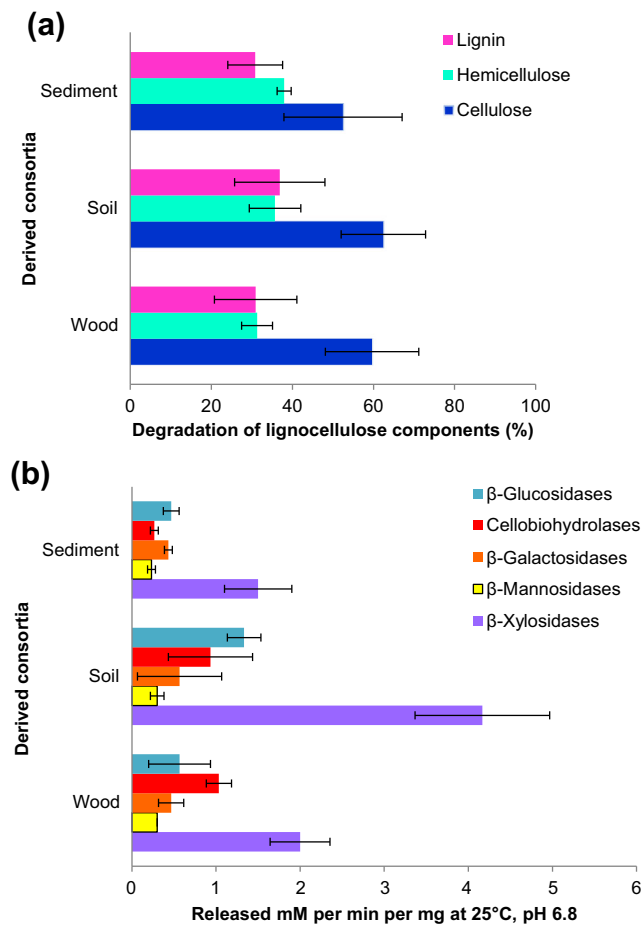 (a)
Lignin
Hemicellulose
Cellulose
Sediment
Soil
Wood
Derived consortia
0 20 40 60 80 100
Degradation of lignocellulose components (%)
(b)
β-Glucosidases
Cellobiohydrolases
β-Galactosidases
β-Mannosidases
β-Xylosidases
Sediment
Soil
Wood
Derived consortia
0 1 2 3 4 5 6
Released mM per min per mg at 25°C, pH 6.8